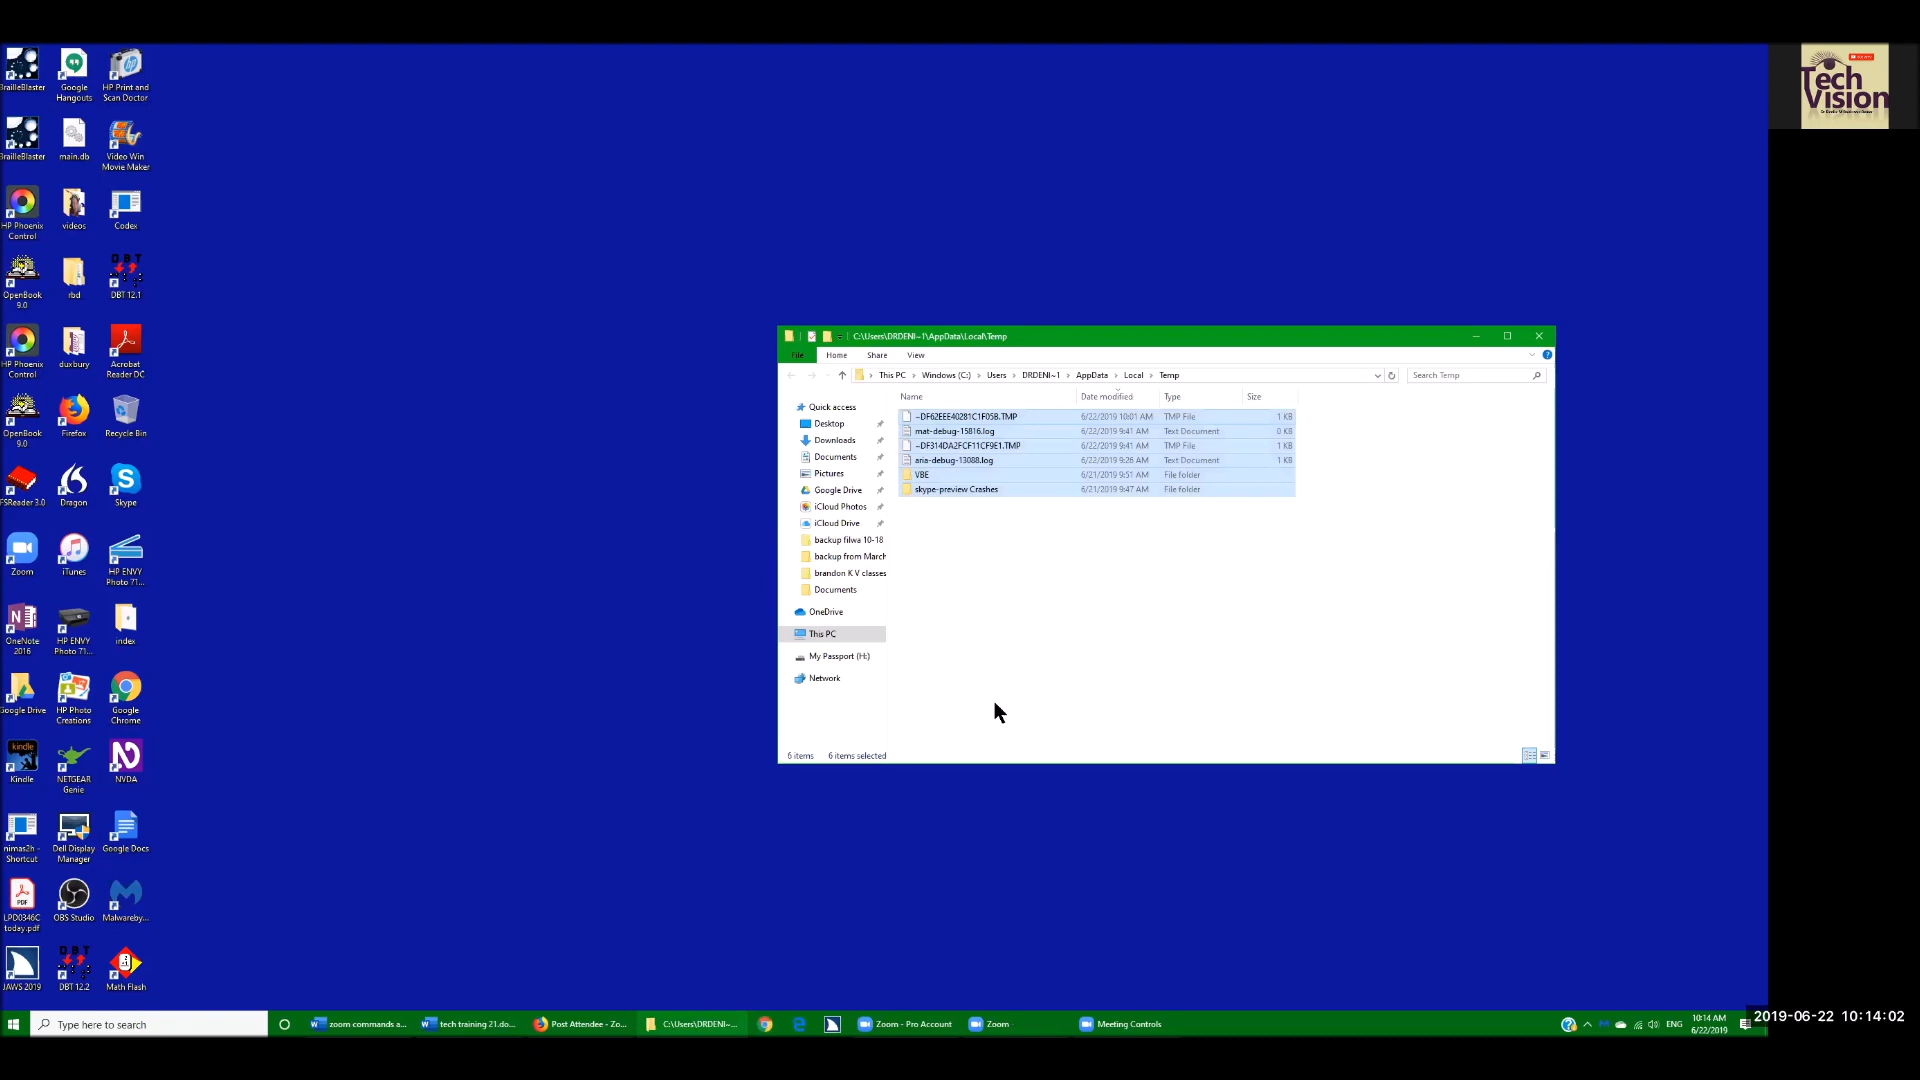 BrailleBlaster
Google Hangouts
HP Print and Scan Doctor
BrailleBlaster
main.db
Video Win Movie Maker
HP Phoenix Control
videos
Codex
OpenBook 9.0
rbd
DBT
DBT 12.1
HP Phoenix Control
duxbury
Acrobat Reader DC
OpenBook 9.0
Firefox
Recycle Bin
FSReader 3.0
Dragon
Skype
Zoom
iTunes
HP ENVY Photo 71...
OneNote 2016
HP ENVY Photo 71...
index
Google Drive
HP Photo Creations
Google Chrome
kindle
Kindle
NETGEAR Genie
NVDA
nimas2h - Shortcut
Dell Display Manager
Google Docs
PDF
LPD0346C today.pdf
OBS Studio
Malwareby...
JAWS 2019
DBT
DBT 12.2
Math Flash
Tech
Vision
C:\Users\DRDENI~1\AppData\Local\Temp
File Home Share View
This PC > Windows (C:) > Users > DRDENI~1 > AppData > Local > Temp
Search Temp
Name Date modified Type Size
~DF62EEE40281C1F05B.TMP 6/22/2019 10:01 AM TMP File 1 KB
mat-debug-15816.log 6/22/2019 9:41 AM Text Document 0 KB
~DF314DA2FCF11CF9E1.TMP 6/22/2019 9:41 AM TMP File 1 KB
aria-debug-13088.log 6/22/2019 9:26 AM Text Document 1 KB
VBE 6/21/2019 9:51 AM File folder
skype-preview Crashes 6/21/2019 9:47 AM File folder
Quick access
Desktop
Downloads
Documents
Pictures
Google Drive
iCloud Photos
iCloud Drive
backup filwa 10-18
backup from March
brandon K V classes
Documents
OneDrive
This PC
My Passport (H:)
Network
6 items 6 items selected
Type here to search
zoom commands a...
tech training 21.do...
Post Attendee - Zo...
C:\Users\DRDENI~...
Zoom - Pro Account
Zoom
Meeting Controls
ENG
10:14 AM
6/22/2019
2019-06-22 10:14:02